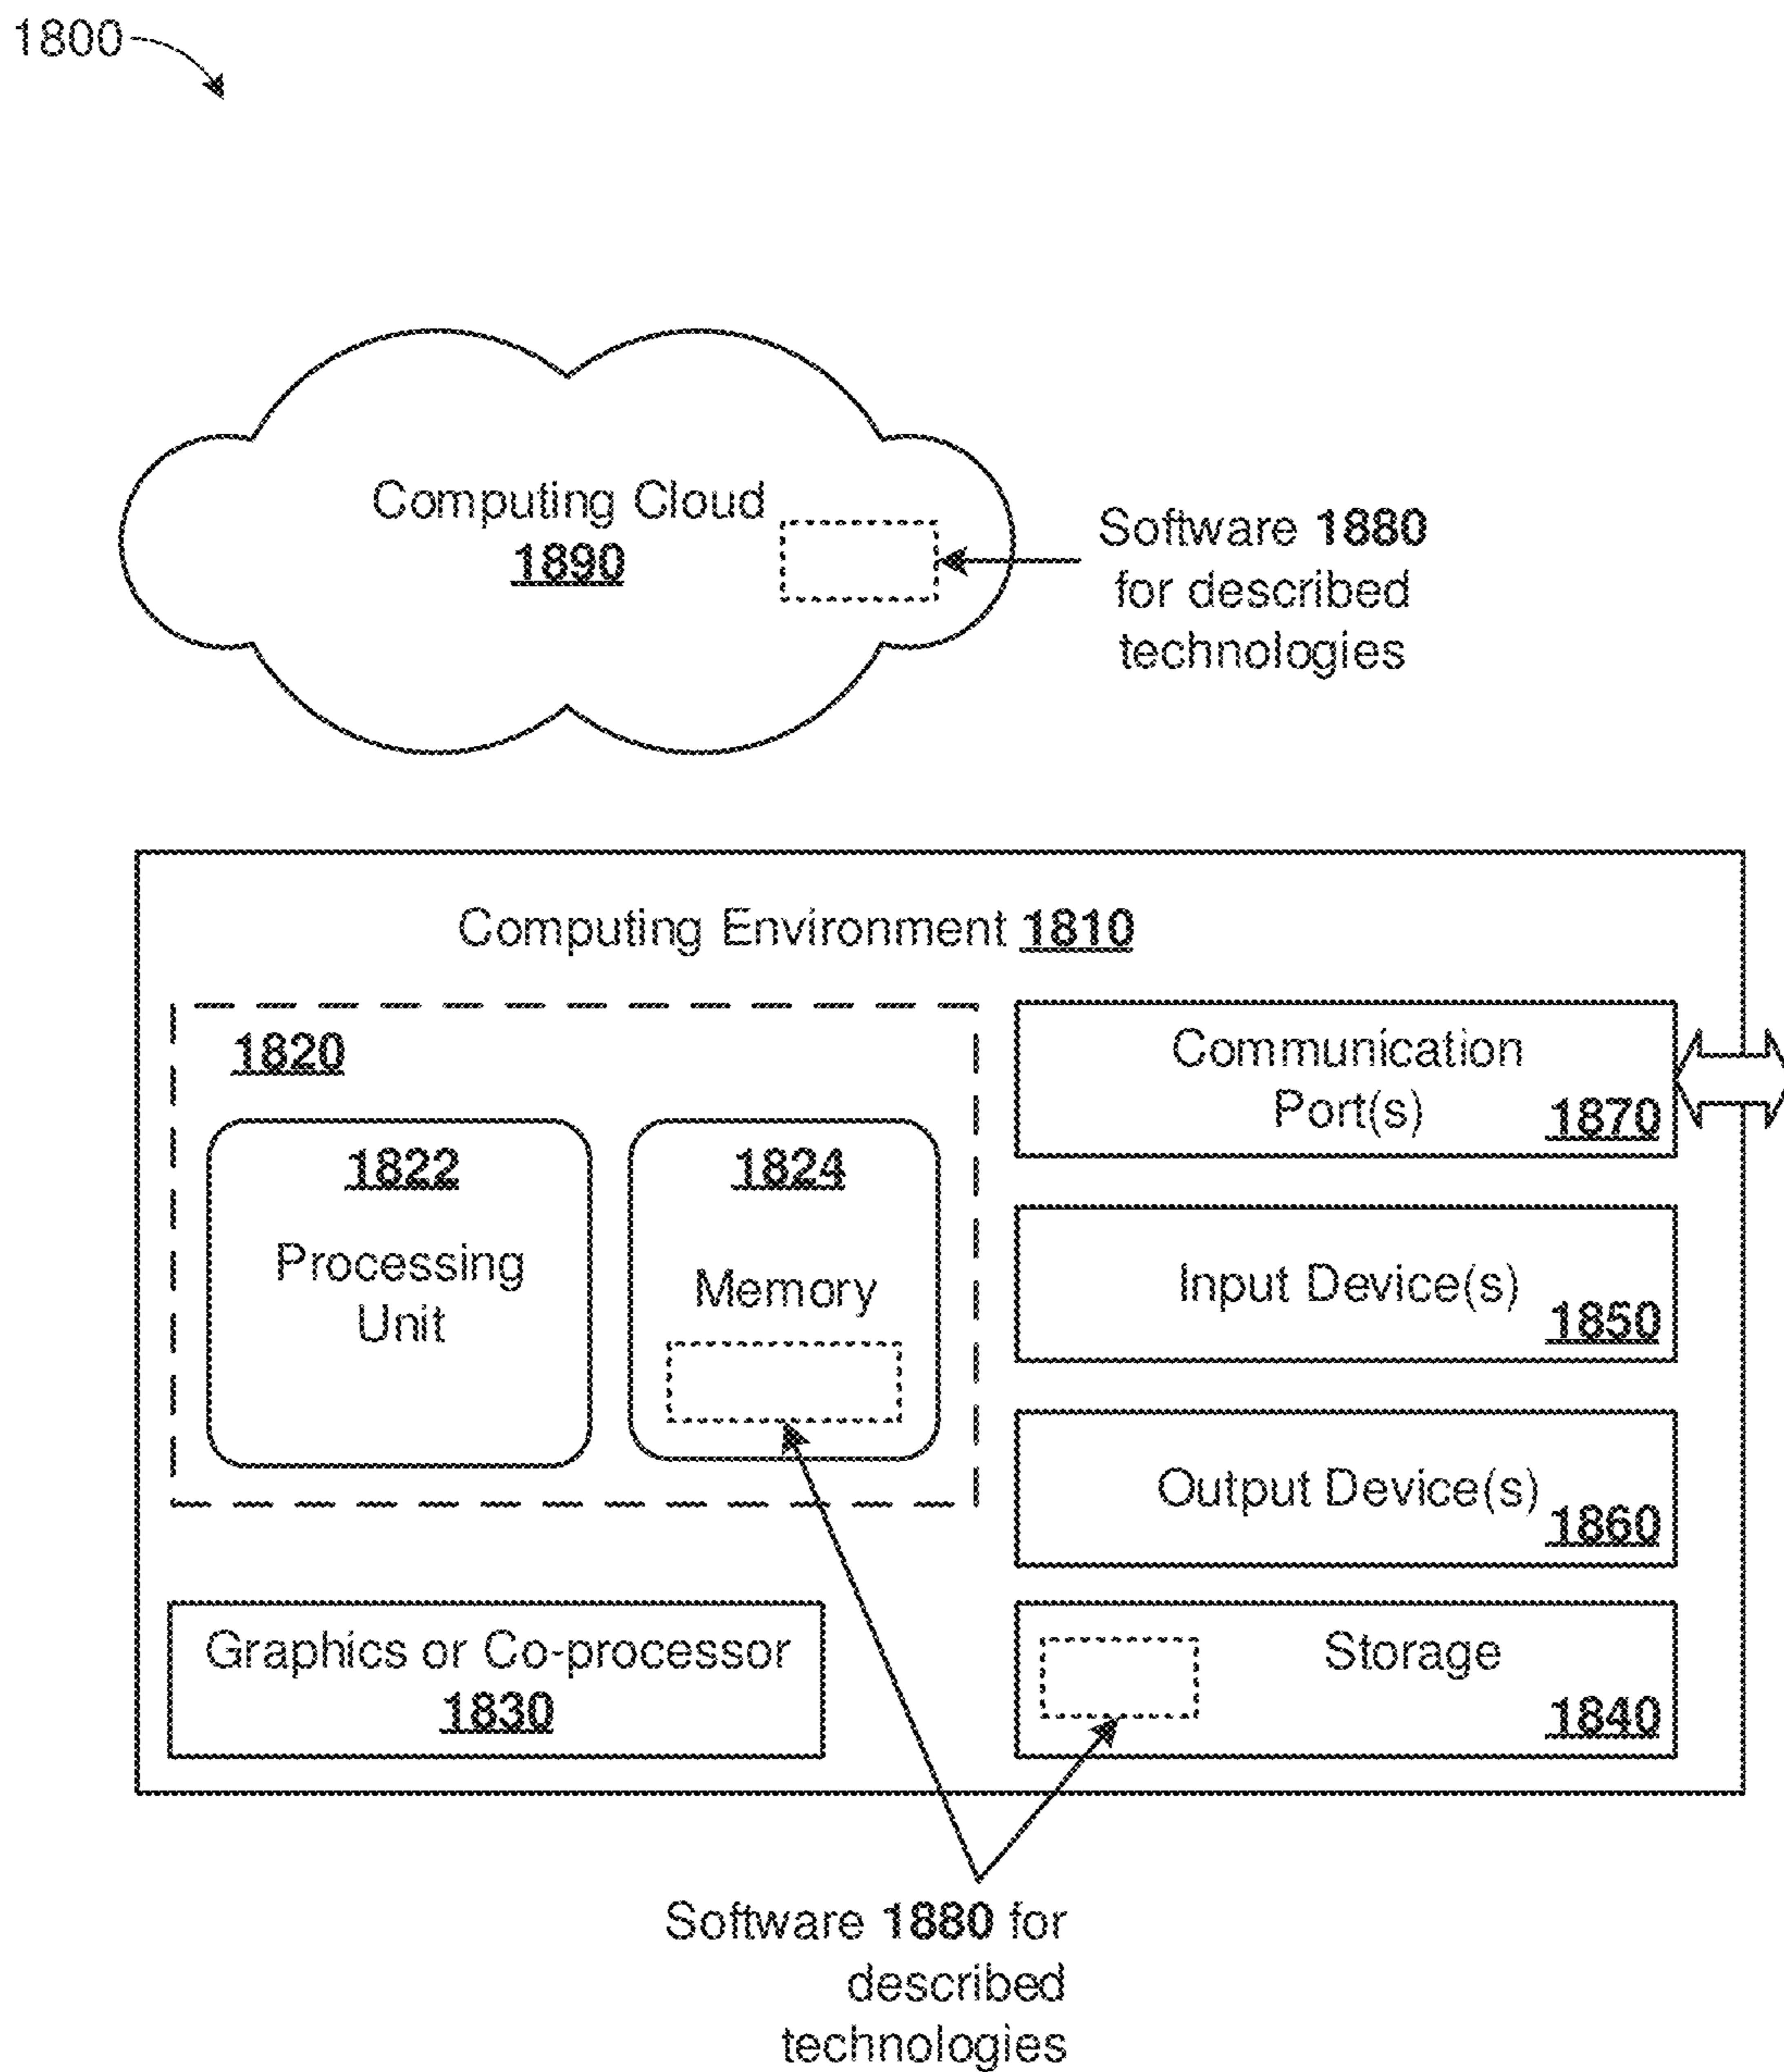 1800
Computing Cloud
1890
Software 1880
for described
technologies
Computing Environment 1810
1820
1822
Processing
Unit
1824
Memory
Communication
Port(s)
1870
Input Device(s)
1850
Output Device(s)
1860
Graphics or Co-processor
1830
Storage
1840
Software 1880 for
described
technologies